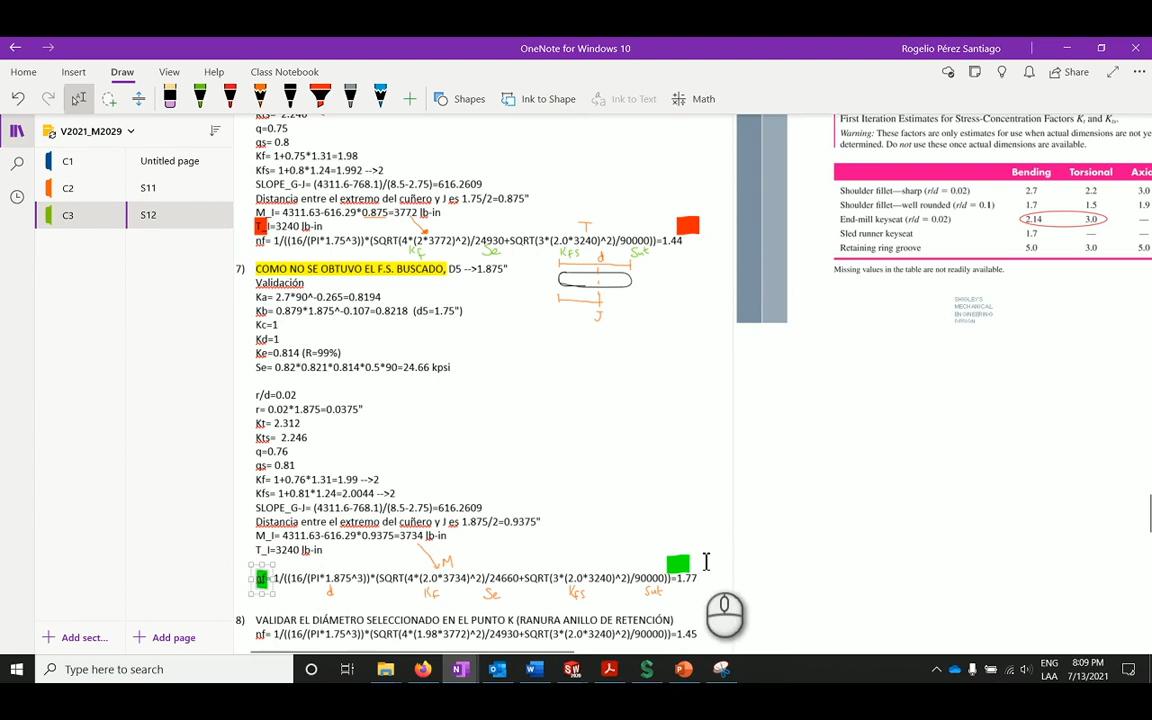 OneNote for Windows 10
Rogelio Pérez Santiago
Home Insert Draw View Help Class Notebook
Share
Shapes
Ink to Shape
Ink to Text
Math
V2021_M2029
C1
C2
C3
Untitled page
S11
S12
q=0.75
qs= 0.8
Kf= 1+0.75*1.31=1.98
Kfs= 1+0.8*1.24=1.992 -->2
SLOPE_G-J= (4311.6-768.1)/(8.5-2.75)=616.2609
Distancia entre el extremo del cuñero y J es 1.75/2=0.875"
M_I= 4311.63-616.29*0.875=3772 lb-in
T_I=3240 lb-in
T
nf= 1/((16/(PI*1.75^3))*(SQRT(4*(2*3772)^2)/24930+SQRT(3*(2.0*3240)^2)/90000))=1.44
Kf Se Kfs Sut
d
7) COMO NO SE OBTUVO EL F.S. BUSCADO, D5 -->1.875"
Validación
Ka= 2.7*90^-0.265=0.8194
Kb= 0.879*1.875^-0.107=0.8218 (d5=1.75")
J
Kc=1
Kd=1
Ke=0.814 (R=99%)
Se= 0.82*0.821*0.814*0.5*90=24.66 kpsi
r/d=0.02
r= 0.02*1.875=0.0375"
Kt= 2.312
Kts= 2.246
q=0.76
qs= 0.81
Kf= 1+0.76*1.31=1.99 -->2
Kfs= 1+0.81*1.24=2.0044 -->2
SLOPE_G-J= (4311.6-768.1)/(8.5-2.75)=616.2609
Distancia entre el extremo del cuñero y J es 1.875/2=0.9375"
M_I= 4311.63-616.29*0.9375=3734 lb-in
T_I=3240 lb-in
M
nf= 1/((16/(PI*1.875^3))*(SQRT(4*(2.0*3734)^2)/24660+SQRT(3*(2.0*3240)^2)/90000))=1.77
d Kf Se Kfs Sut
8) VALIDAR EL DIÁMETRO SELECCIONADO EN EL PUNTO K (RANURA ANILLO DE RETENCIÓN)
nf= 1/((16/(PI*1.75^3))*(SQRT(4*(1.98*3772)^2)/24930+SQRT(3*(2.0*3240)^2)/90000))=1.45
First Iteration Estimates for Stress-Concentration Factors Kt and Kts.
Warning: These factors are only estimates for use when actual dimensions are not ye
determined. Do not use these once actual dimensions are available.
Bending Torsional Axi
Shoulder fillet—sharp (r/d = 0.02) 2.7 2.2 3.0
Shoulder fillet—well rounded (r/d = 0.1) 1.7 1.5 1.9
End-mill keyseat (r/d = 0.02) 2.14 3.0 —
Sled runner keyseat 1.7 — —
Retaining ring groove 5.0 3.0 5.0
Missing values in the table are not readily available.
SHIGLEY'S
MECHANICAL
ENGINEERING
DESIGN
Add sect...
Add page
Type here to search
ENG
LAA
8:09 PM
7/13/2021